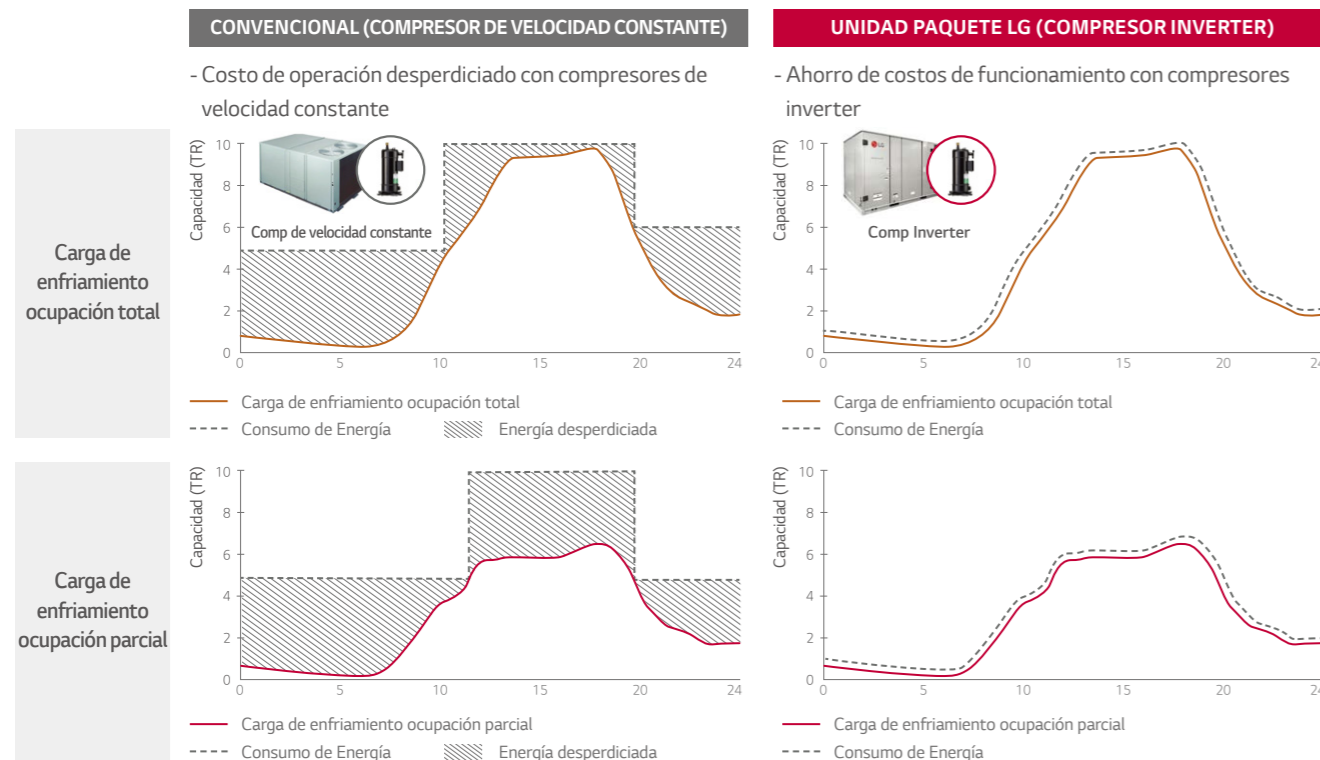 CONVENCIONAL (COMPRESOR DE VELOCIDAD CONSTANTE)
- Costo de operación desperdiciado con compresores de
velocidad constante
UNIDAD PAQUETE LG (COMPRESOR INVERTER)
- Ahorro de costos de funcionamiento con compresores
inverter
Carga de
enfriamiento
ocupación total
Capacidad (TR)
10
8
6
4
2
0
Comp de velocidad constante
0 5 10 15 20 24
Carga de enfriamiento ocupación total
Consumo de Energía
Energía desperdiciada
Capacidad (TR)
10
8
6
4
2
0
Comp Inverter
0 5 10 15 20 24
Carga de enfriamiento ocupación total
Consumo de Energía
Carga de
enfriamiento
ocupación parcial
Capacidad (TR)
10
8
6
4
2
0
0 5 10 15 20 24
Carga de enfriamiento ocupación parcial
Consumo de Energía
Energía desperdiciada
Capacidad (TR)
10
8
6
4
2
0
0 5 10 15 20 24
Carga de enfriamiento ocupación parcial
Consumo de Energía